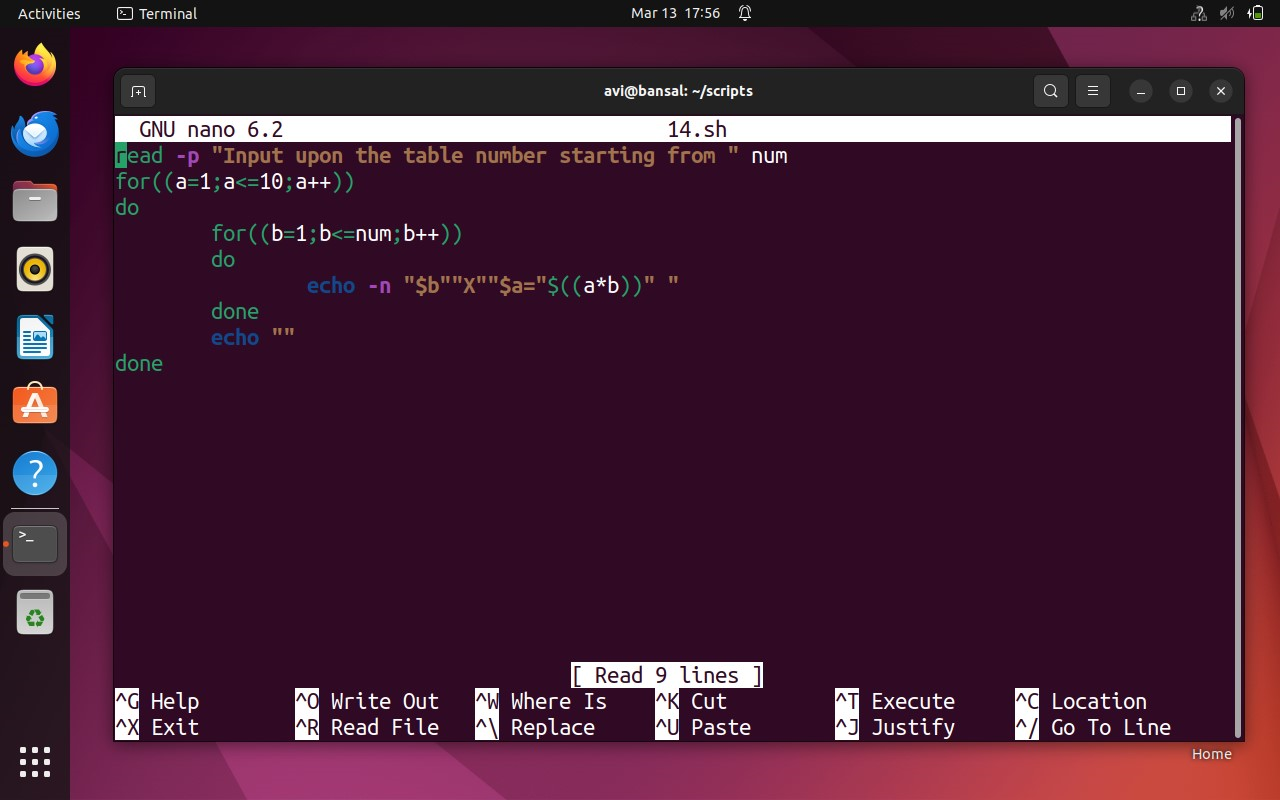 Activities Terminal Mar 13 17:56
avi@bansal: ~/scripts
GNU nano 6.2 14.sh
read -p "Input upon the table number starting from " num
for((a=1;a<=10;a++))
do
for((b=1;b<=num;b++))
do
echo -n "$b""X""$a="$((a*b))" "
done
echo ""
done
[ Read 9 lines ]
^G Help ^O Write Out ^W Where Is ^K Cut ^T Execute ^C Location
^X Exit ^R Read File ^\ Replace ^U Paste ^J Justify ^/ Go To Line
Home